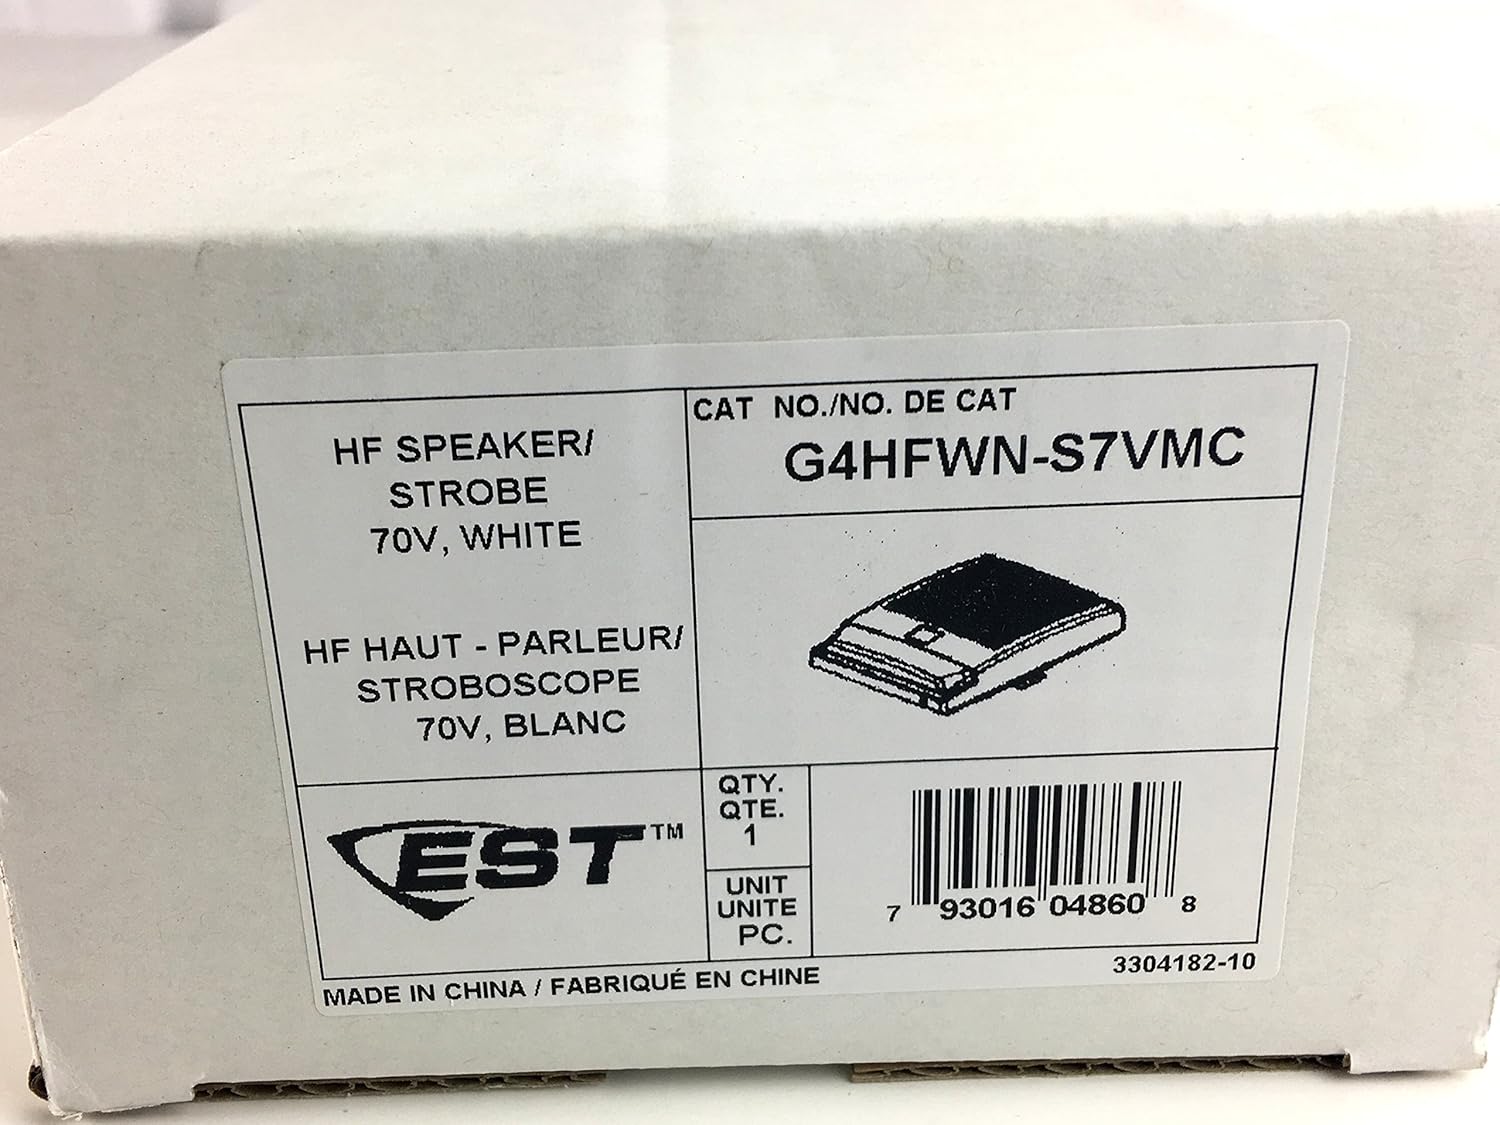 HF SPEAKER/
STROBE
70V, WHITE
HF HAUT - PARLEUR/
STROBOSCOPE
70V, BLANC
CAT NO./NO. DE CAT
G4HFWN-S7VMC
EST™
QTY.
QTE.
1
UNIT
UNITE
PC.
7 93016 04860 8
MADE IN CHINA / FABRIQUÉ EN CHINE
3304182-10